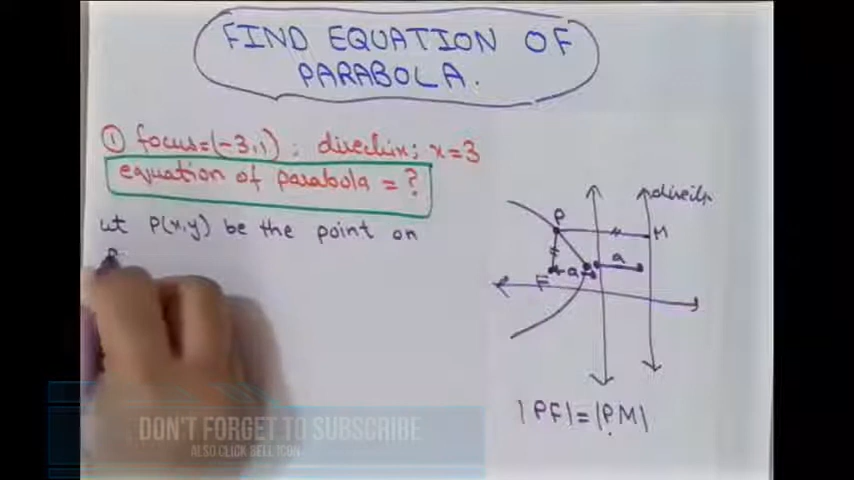 FIND EQUATION OF
PARABOLA.
① focus=(-3,1) ; directrix; x=3
equation of parabola = ?
let P(x,y) be the point on
P
directr
P
M
a
a
F
|PF|=|PM|
DON'T FORGET TO SUBSCRIBE
ALSO CLICK BELL ICON